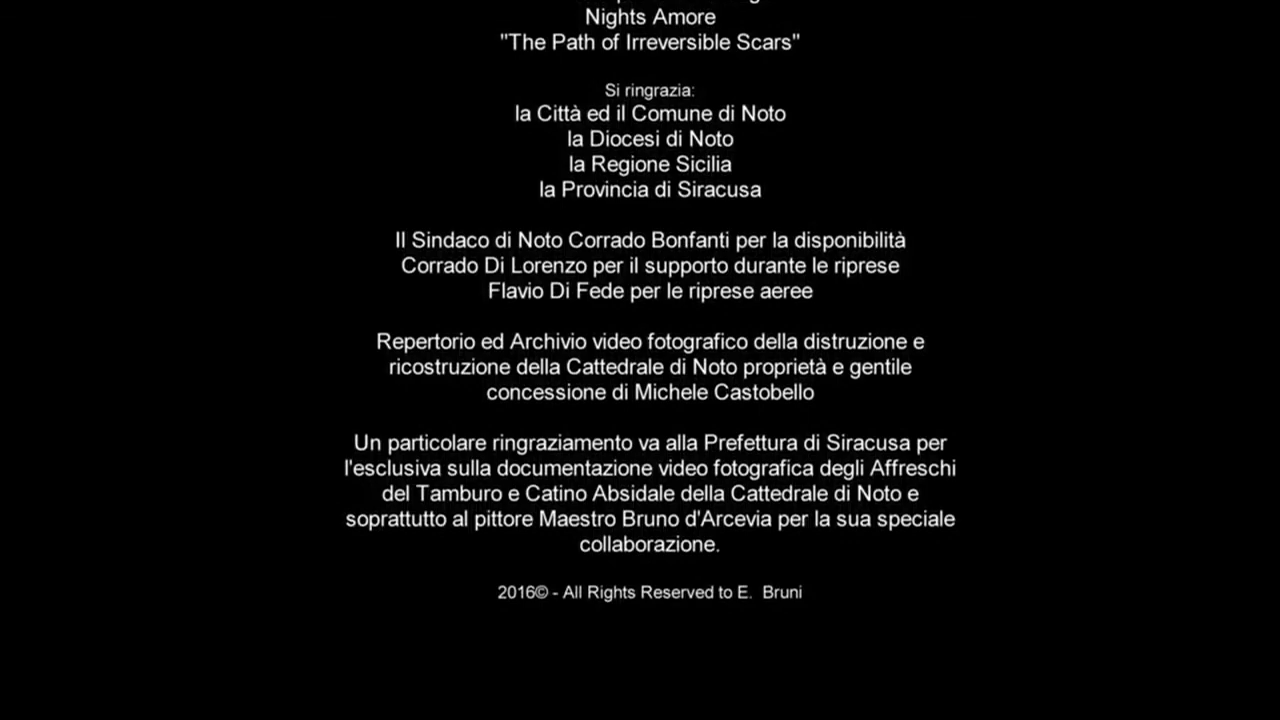 Nights Amore
"The Path of Irreversible Scars"
Si ringrazia:
la Città ed il Comune di Noto
la Diocesi di Noto
la Regione Sicilia
la Provincia di Siracusa
Il Sindaco di Noto Corrado Bonfanti per la disponibilità
Corrado Di Lorenzo per il supporto durante le riprese
Flavio Di Fede per le riprese aeree
Repertorio ed Archivio video fotografico della distruzione e
ricostruzione della Cattedrale di Noto proprietà e gentile
concessione di Michele Castobello
Un particolare ringraziamento va alla Prefettura di Siracusa per
l'esclusiva sulla documentazione video fotografica degli Affreschi
del Tamburo e Catino Absidale della Cattedrale di Noto e
soprattutto al pittore Maestro Bruno d'Arcevia per la sua speciale
collaborazione.
2016© - All Rights Reserved to E.  Bruni